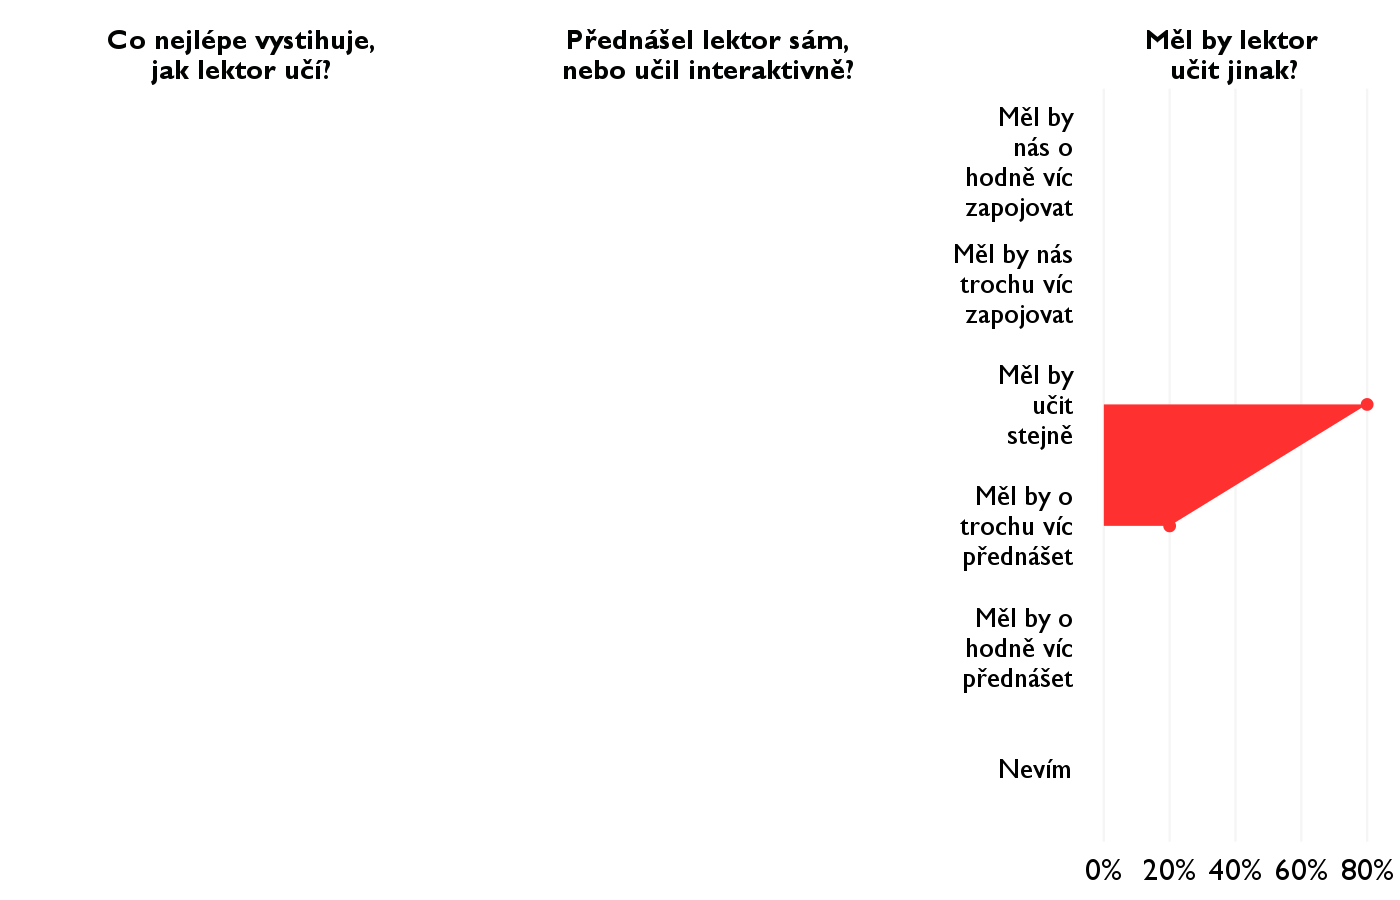 Co nejlépe vystihuje,
jak lektor učí?
Přednášel lektor sám,
nebo učil interaktivně?
Měl by lektor
učit jinak?
Měl by
nás o
hodně víc
zapojovat
Měl by nás
trochu víc
zapojovat
Měl by
učit
stejně
Měl by o
trochu víc
přednášet
Měl by o
hodně víc
přednášet
Nevím
0% 20% 40% 60% 80%